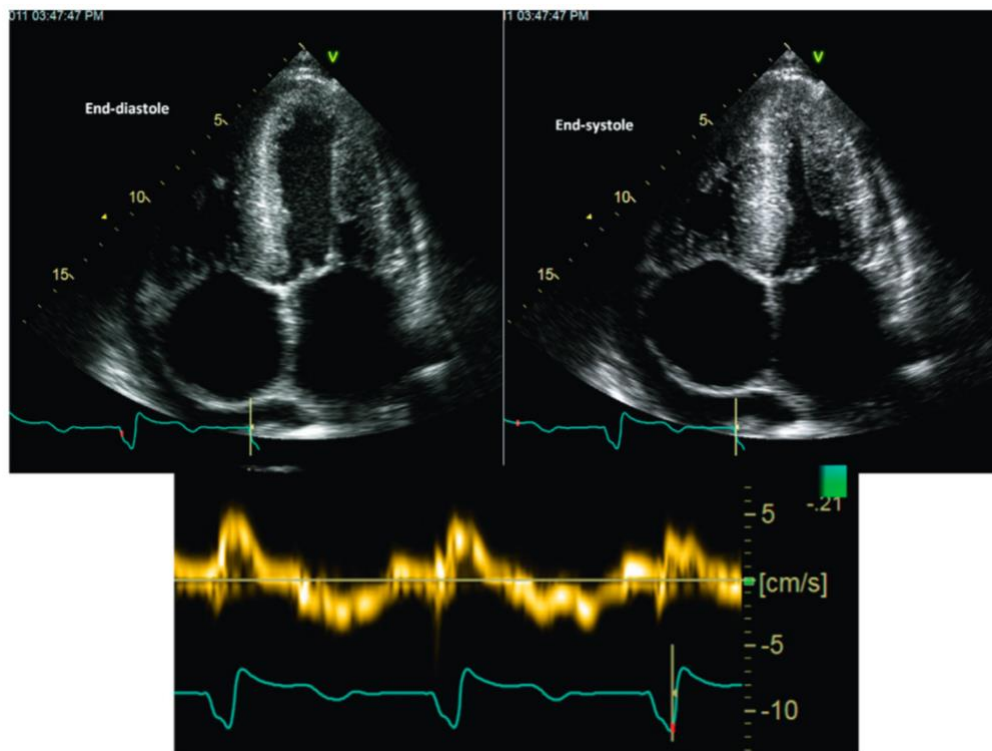 011 03:47:47 PM
V
End-diastole
5
10
15
1 03:47:47 PM
V
End-systole
5
10
15
-.21
5
[cm/s]
-5
-10